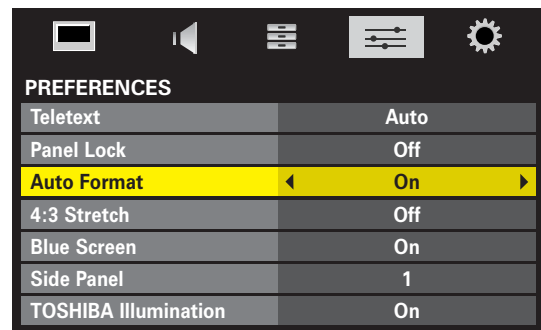 PREFERENCES
Teletext Auto
Panel Lock Off
Auto Format On
4:3 Stretch Off
Blue Screen On
Side Panel 1
TOSHIBA Illumination On